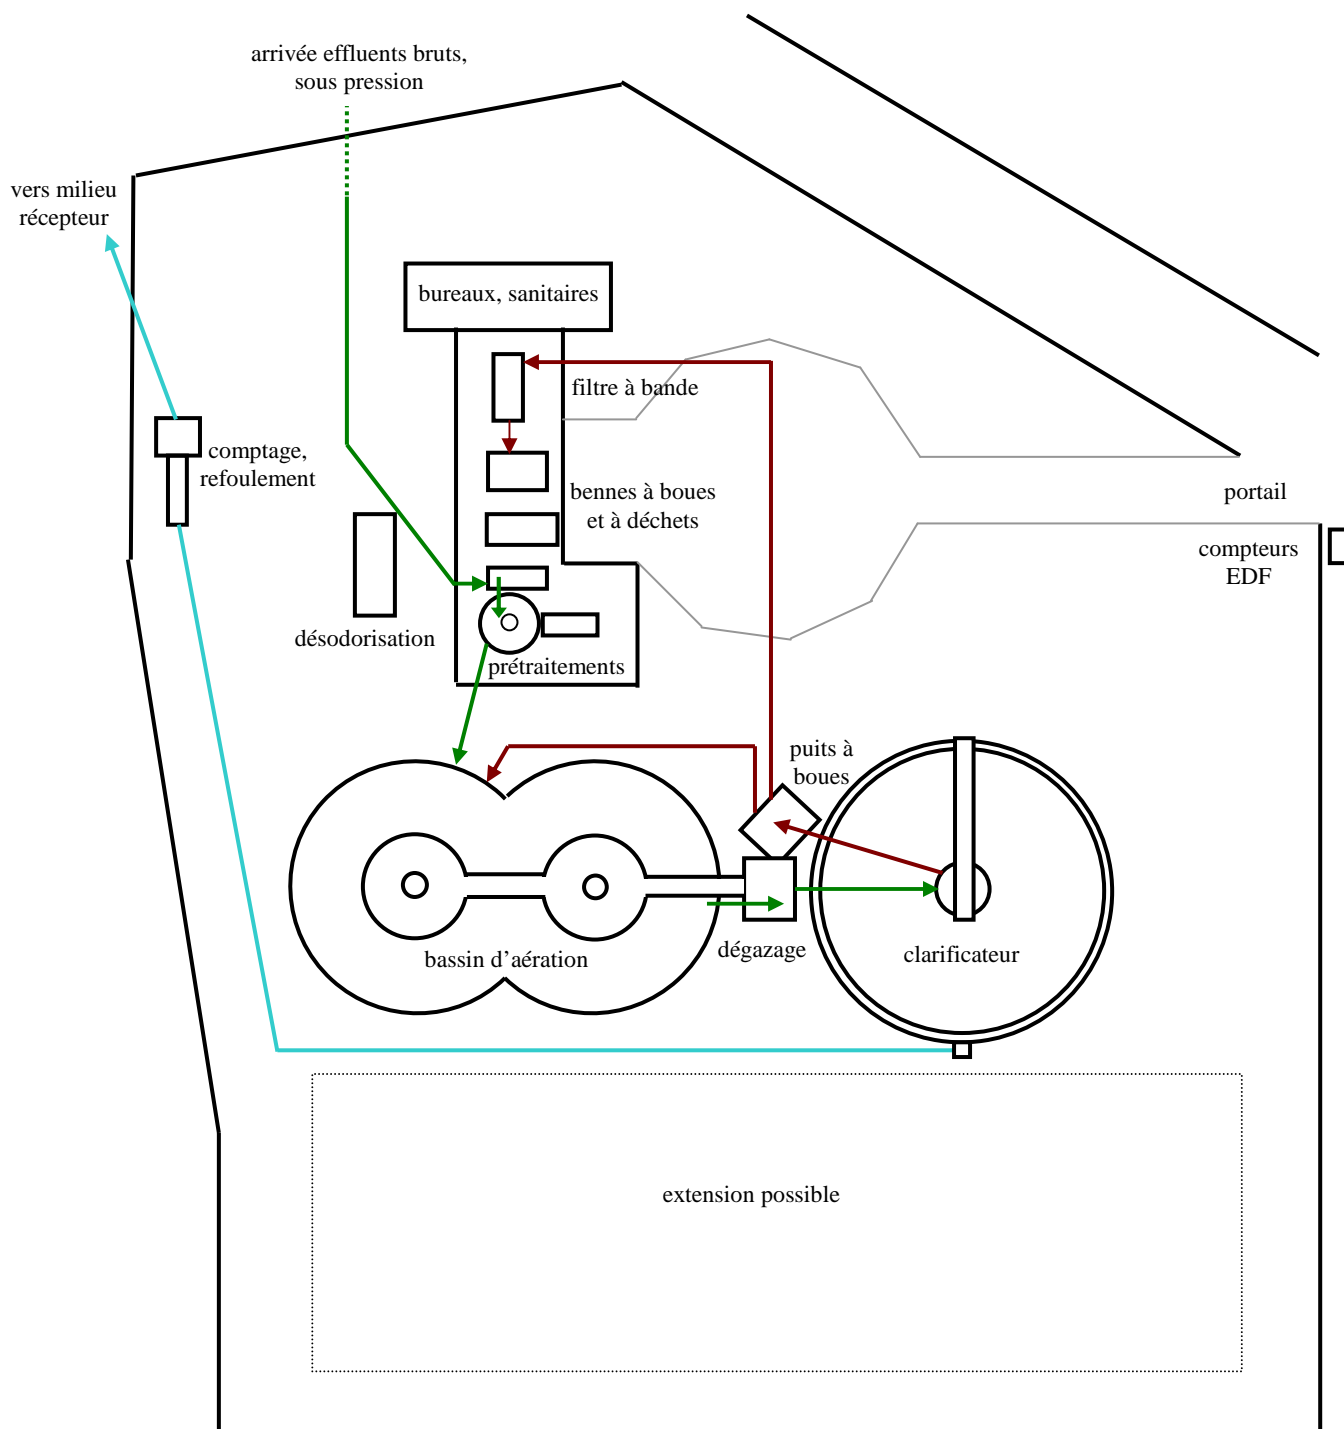 arrivée effluents bruts,
sous pression
vers milieu
récepteur
bureaux, sanitaires
filtre à bande
comptage,
refoulement
bennes à boues
et à déchets
portail
compteurs
EDF
désodorisation
prétraitements
puits à
boues
bassin d’aération
dégazage
clarificateur
extension possible